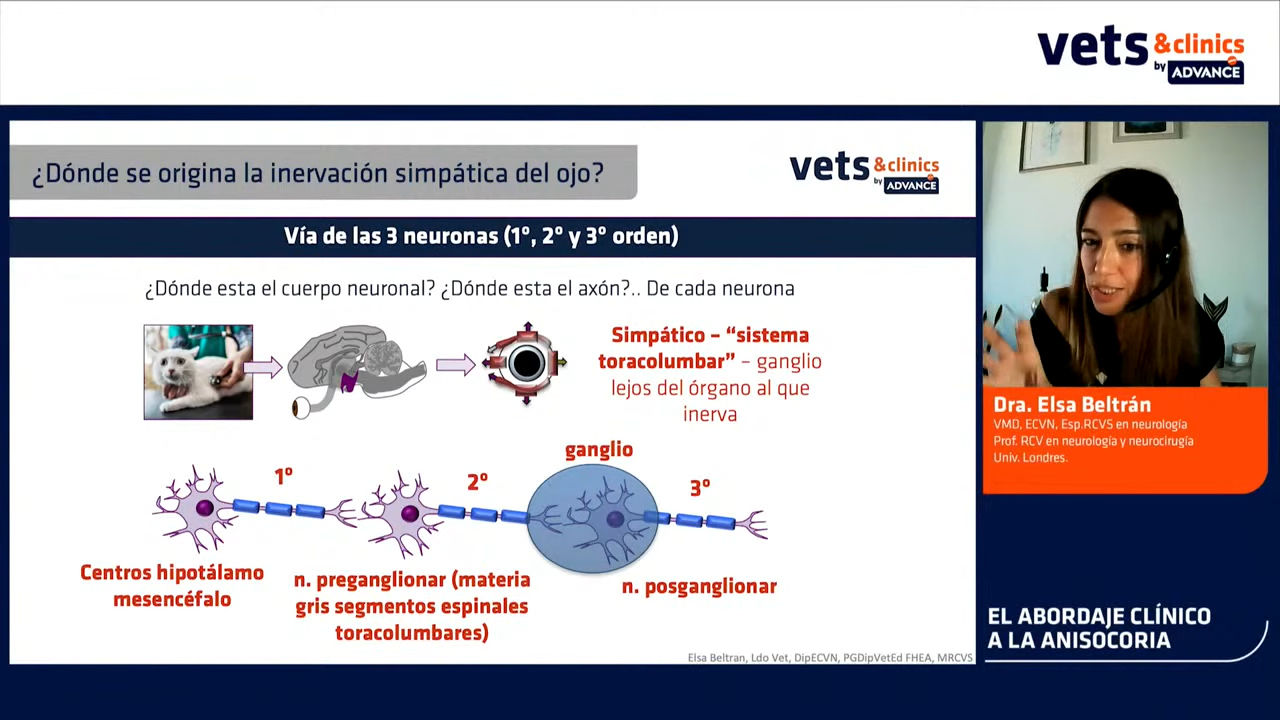 vets &clinics
by ADVANCE
¿Dónde se origina la inervación simpática del ojo?
vets &clinics
by ADVANCE
Vía de las 3 neuronas (1º, 2º y 3º orden)
¿Dónde esta el cuerpo neuronal? ¿Dónde esta el axón?.. De cada neurona
Simpático – “sistema
toracolumbar” – ganglio
lejos del órgano al que
inerva
ganglio
1º
2º
3º
Centros hipotálamo
mesencéfalo
n. preganglionar (materia
gris segmentos espinales
toracolumbares)
n. posganglionar
Elsa Beltran, Ldo Vet, DipECVN, PGDipVetEd FHEA, MRCVS
Dra. Elsa Beltrán
VMD, ECVN, Esp.RCVS en neurología
Prof. RCV en neurología y neurocirugía
Univ. Londres.
EL ABORDAJE CLÍNICO
A LA ANISOCORIA